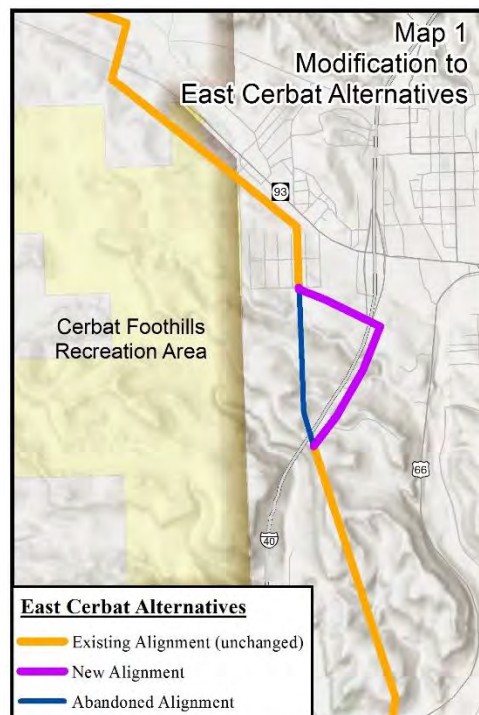 Map 1
Modification to
East Cerbat Alternatives
93
Cerbat Foothills
Recreation Area
66
40
East Cerbat Alternatives
Existing Alignment (unchanged)
New Alignment
Abandoned Alignment